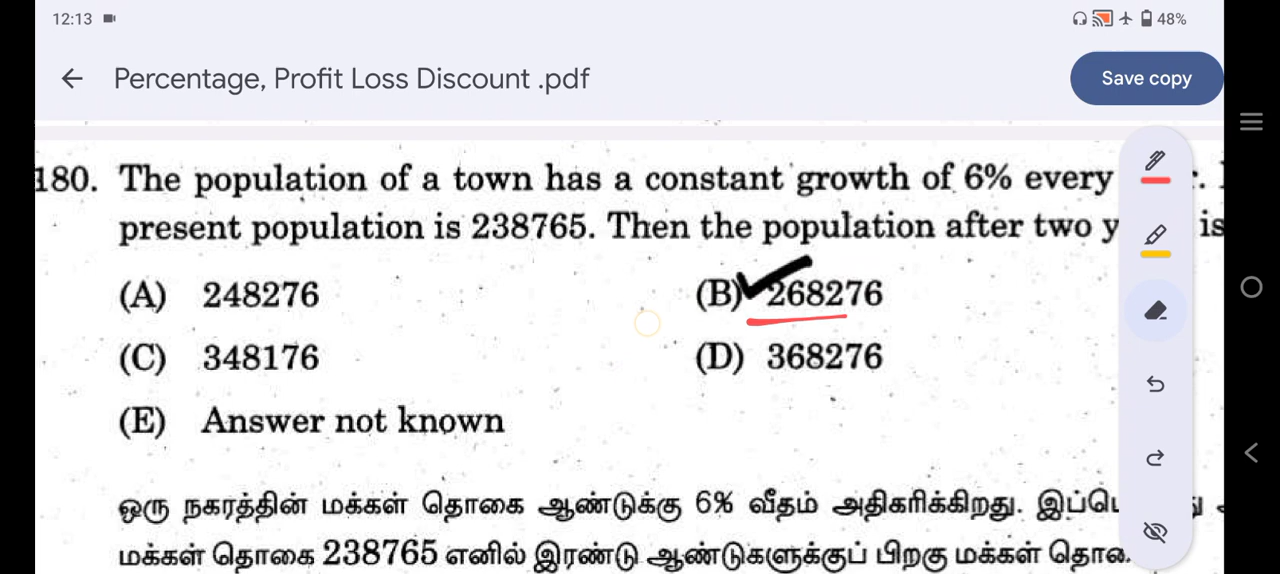 12:13
48%
Percentage, Profit Loss Discount .pdf
Save copy
180. The population of a town has a constant growth of 6% every
present population is 238765. Then the population after two y is
(A) 248276
(B) 268276
(C) 348176
(D) 368276
(E) Answer not known
ஒரு நகரத்தின் மக்கள் தொகை ஆண்டுக்கு 6% வீதம் அதிகரிக்கிறது. இப்பெ
மக்கள் தொகை 238765 எனில் இரண்டு ஆண்டுகளுக்குப் பிறகு மக்கள் தொகை